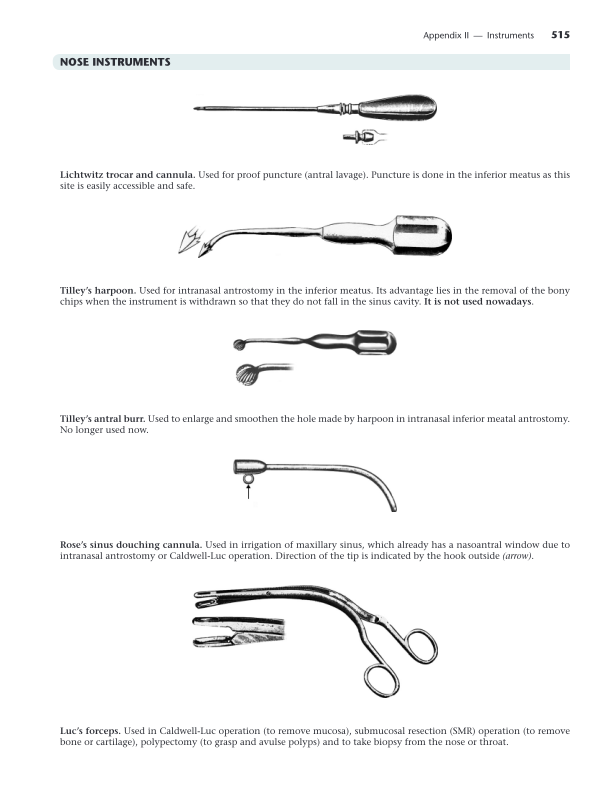 Appendix II — Instruments 515
NOSE INSTRUMENTS
Lichtwitz trocar and cannula. Used for proof puncture (antral lavage). Puncture is done in the inferior meatus as this
site is easily accessible and safe.
Tilley’s harpoon. Used for intranasal antrostomy in the inferior meatus. Its advantage lies in the removal of the bony
chips when the instrument is withdrawn so that they do not fall in the sinus cavity. It is not used nowadays.
Tilley’s antral burr. Used to enlarge and smoothen the hole made by harpoon in intranasal inferior meatal antrostomy.
No longer used now.
Rose’s sinus douching cannula. Used in irrigation of maxillary sinus, which already has a nasoantral window due to
intranasal antrostomy or Caldwell-Luc operation. Direction of the tip is indicated by the hook outside (arrow).
Luc’s forceps. Used in Caldwell-Luc operation (to remove mucosa), submucosal resection (SMR) operation (to remove
bone or cartilage), polypectomy (to grasp and avulse polyps) and to take biopsy from the nose or throat.